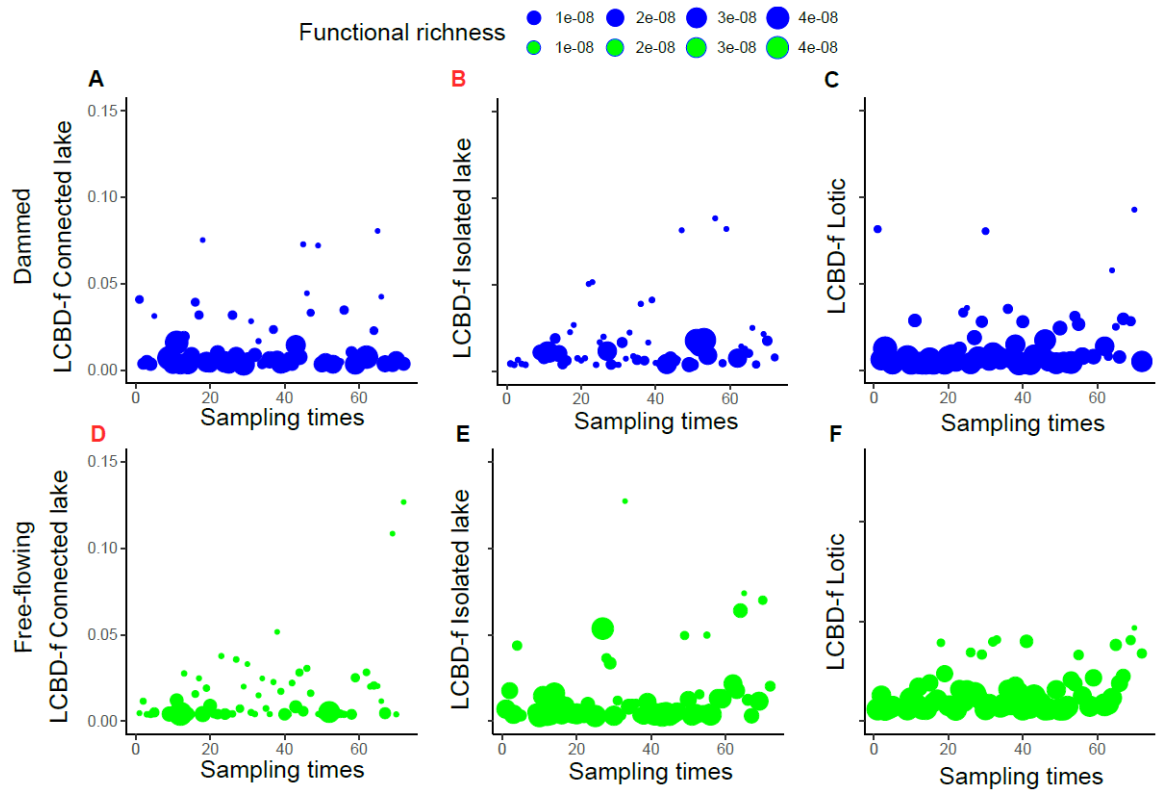 Functional richness
1e-08 2e-08 3e-08 4e-08
1e-08 2e-08 3e-08 4e-08
Dammed
A
LCBD-f Connected lake
0.15
0.10
0.05
0.00
0 20 40 60
Sampling times
B
LCBD-f Isolated lake
0 20 40 60
Sampling times
C
LCBD-f Lotic
0 20 40 60
Sampling times
Free-flowing
D
LCBD-f Connected lake
0.15
0.10
0.05
0.00
0 20 40 60
Sampling times
E
LCBD-f Isolated lake
0 20 40 60
Sampling times
F
LCBD-f Lotic
0 20 40 60
Sampling times